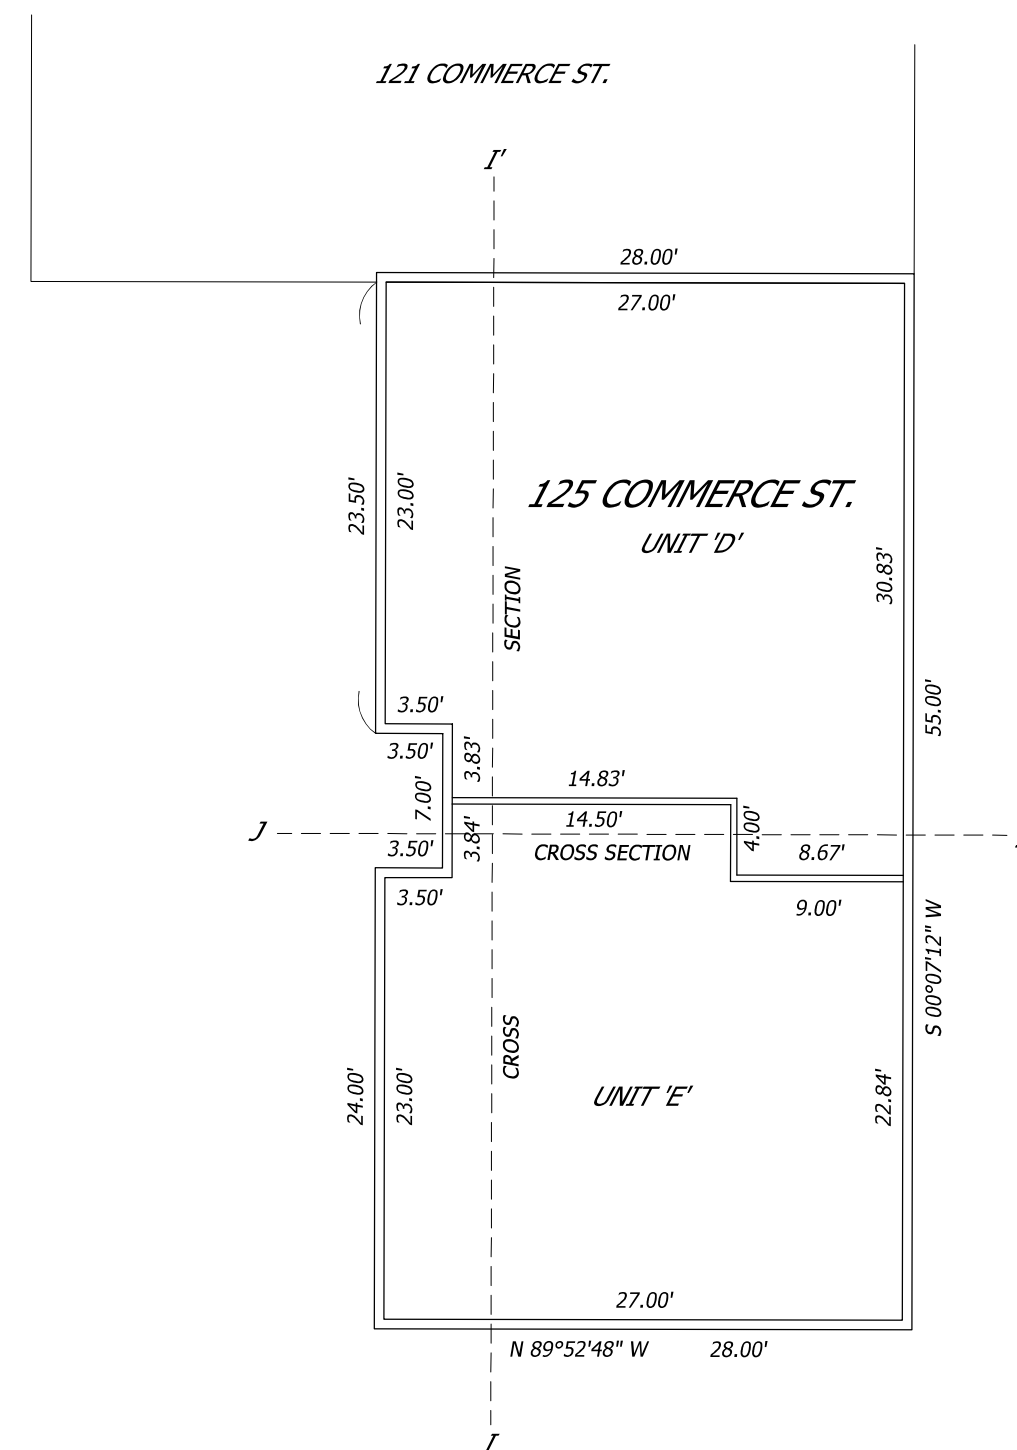 121 COMMERCE ST.
I'
28.00'
27.00'
23.50'
23.00'
125 COMMERCE ST.
UNIT 'D'
30.83'
SECTION
55.00'
3.50'
3.50'
3.83'
7.00'
14.83'
14.50'
4.00'
J
3.84'
3.50'
CROSS SECTION
8.67'
3.50'
9.00'
S 00°07'12" W
CROSS
24.00'
23.00'
UNIT 'E'
22.84'
27.00'
N 89°52'48" W 28.00'
I